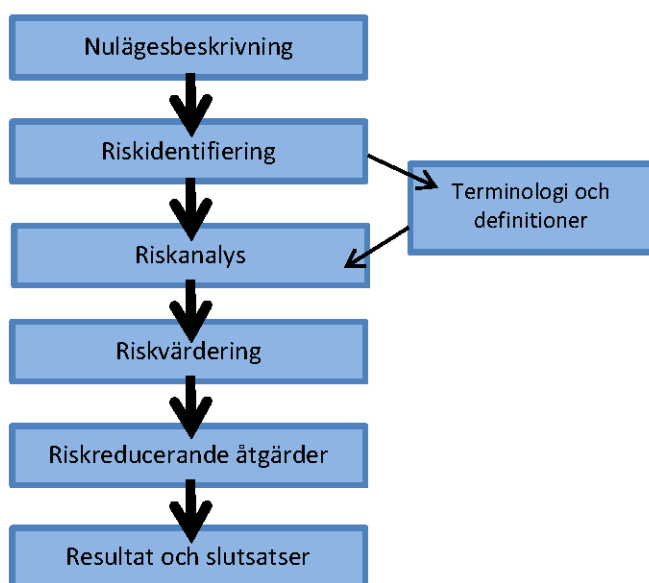 Nulägesbeskrivning
Riskidentifiering
Terminologi och
definitioner
Riskanalys
Riskvärdering
Riskreducerande åtgärder
Resultat och slutsatser